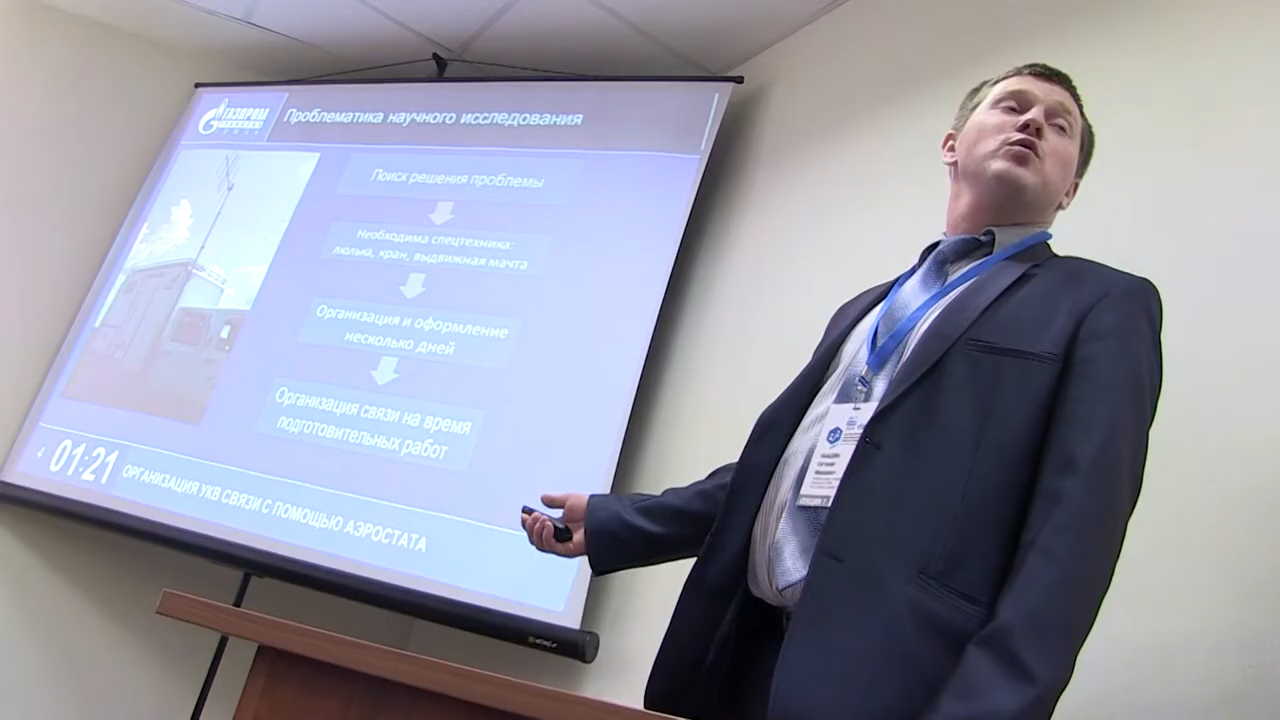 ГАЗПРОМ
Проблематика научного исследования
Поиск решения проблемы
Необходима спецтехника:
люлька, кран, выдвижная мачта
Организация и оформление
несколько дней
Организация связи на время
подготовительных работ
4
01:21
ОРГАНИЗАЦИЯ УКВ СВЯЗИ С ПОМОЩЬЮ АЭРОСТАТА